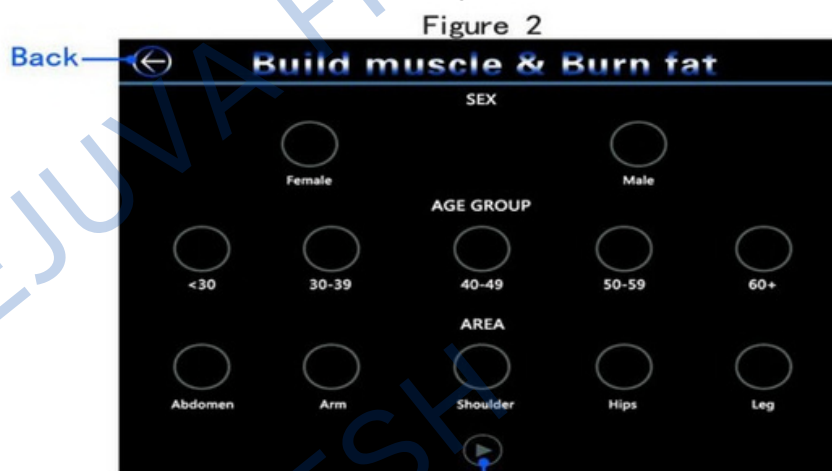 Figure 2
Back
Build muscle & Burn fat
SEX
Female Male
AGE GROUP
<30 30-39 40-49 50-59 60+
AREA
Abdomen Arm Shoulder Hips Leg